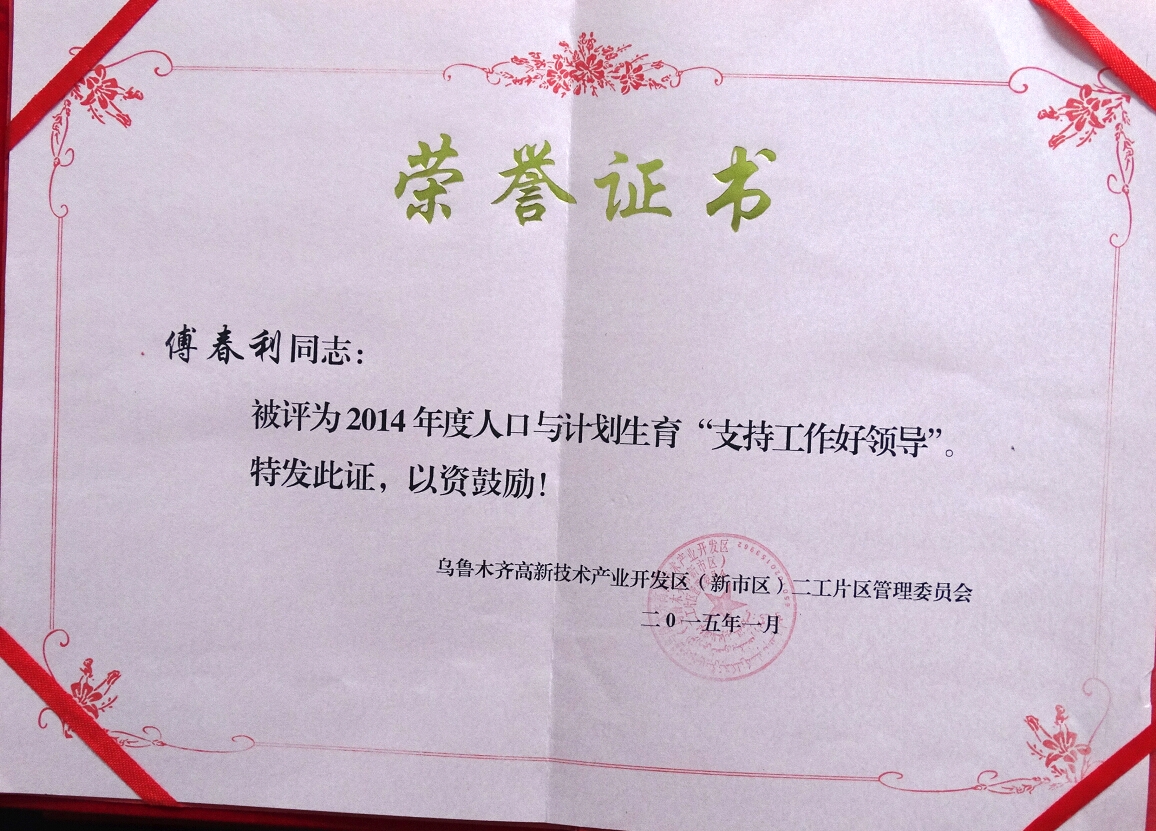 荣誉证书
傅春利同志：
被评为2014年度人口与计划生育“支持工作好领导”。
特发此证，以资鼓励！
乌鲁木齐高新技术产业开发区（新市区）二工片区管理委员会
二0一五年一月